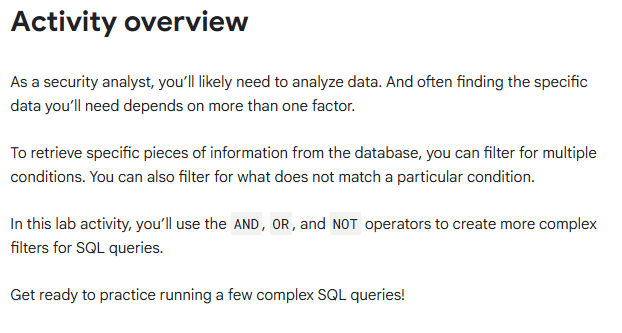 Activity overview
As a security analyst, you’ll likely need to analyze data. And often finding the specific
data you’ll need depends on more than one factor.
To retrieve specific pieces of information from the database, you can filter for multiple
conditions. You can also filter for what does not match a particular condition.
In this lab activity, you’ll use the AND, OR, and NOT operators to create more complex
filters for SQL queries.
Get ready to practice running a few complex SQL queries!